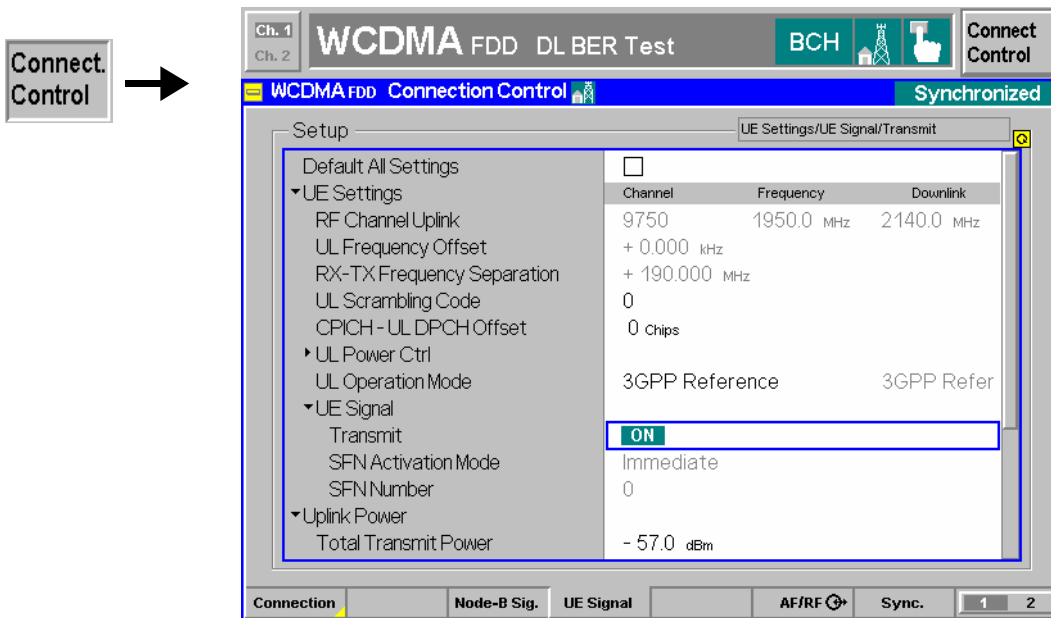 Connect.
Control
Ch. 1
Ch. 2
WCDMA FDD DL BER Test
BCH
Connect
Control
WCDMA FDD Connection Control
Synchronized
Setup
UE Settings/UE Signal/Transmit
Default All Settings
UE Settings Channel Frequency Downlink
RF Channel Uplink 9750 1950.0 MHz 2140.0 MHz
UL Frequency Offset + 0.000 kHz
RX-TX Frequency Separation + 190.000 MHz
UL Scrambling Code 0
CPICH - UL DPCH Offset 0 Chips
UL Power Ctrl
UL Operation Mode 3GPP Reference 3GPP Refer
UE Signal
Transmit ON
SFN Activation Mode Immediate
SFN Number 0
Uplink Power
Total Transmit Power - 57.0 dBm
Connection Node-B Sig. UE Signal AF/RF Sync. 1 2